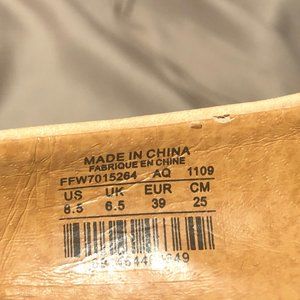 MADE IN CHINA
FABRIQUE EN CHINE
FFW7015264 AQ 1109
US UK EUR CM
8.5 6.5 39 25